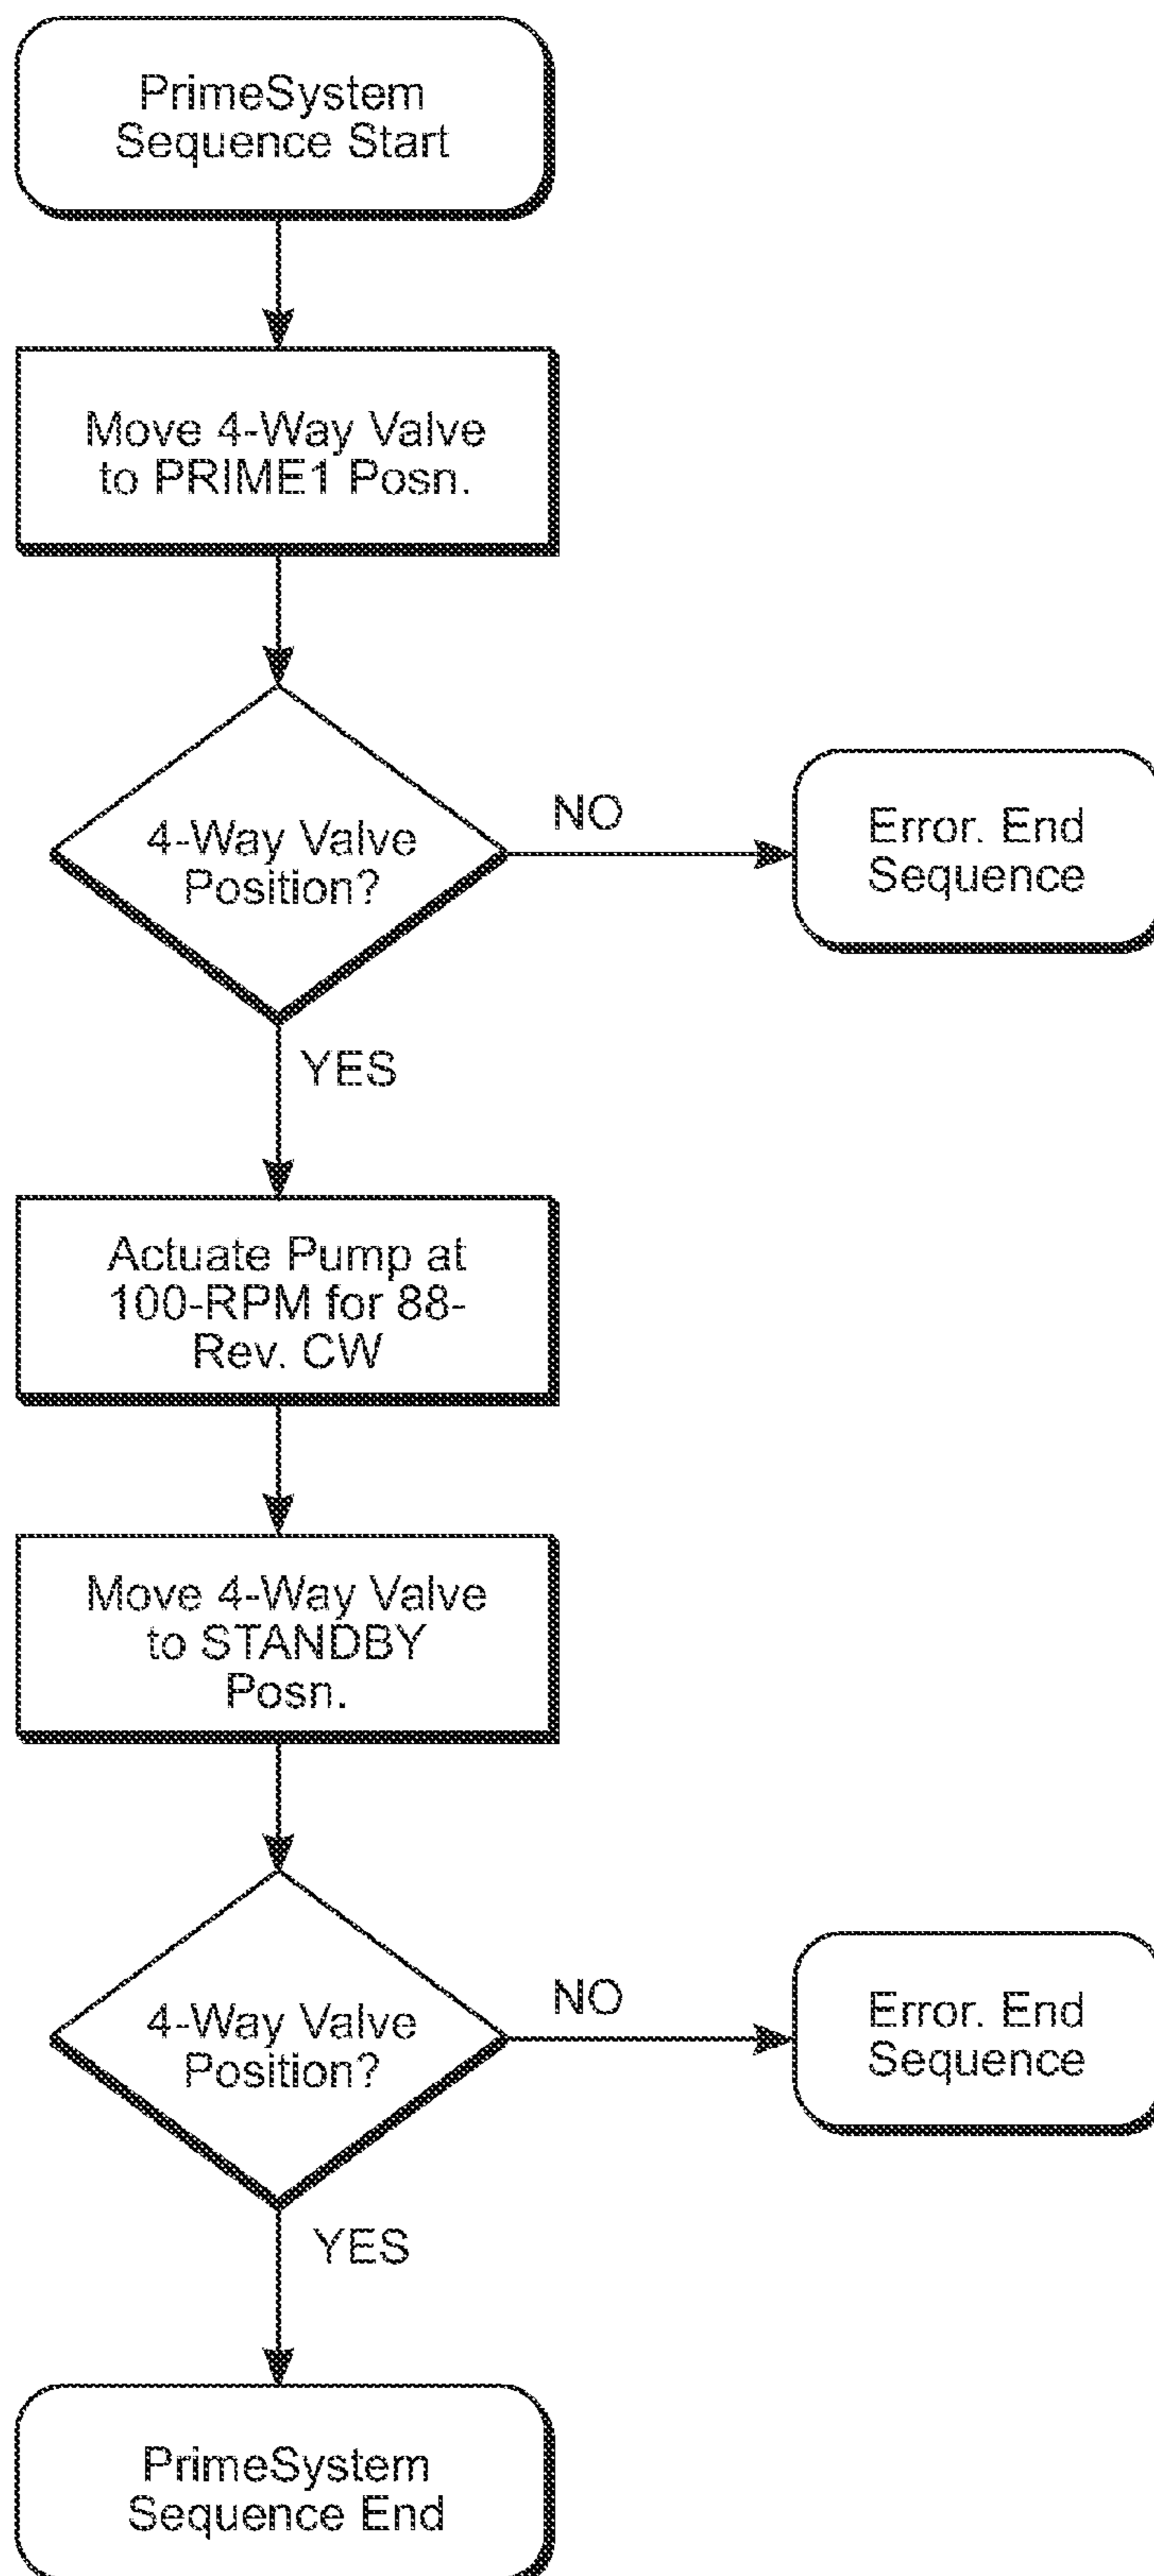 PrimeSystem
Sequence Start
Move 4-Way Valve
to PRIME1 Posn.
4-Way Valve
Position?
NO
Error. End
Sequence
YES
Actuate Pump at
100-RPM for 88-
Rev. CW
Move 4-Way Valve
to STANDBY
Posn.
4-Way Valve
Position?
NO
Error. End
Sequence
YES
PrimeSystem
Sequence End